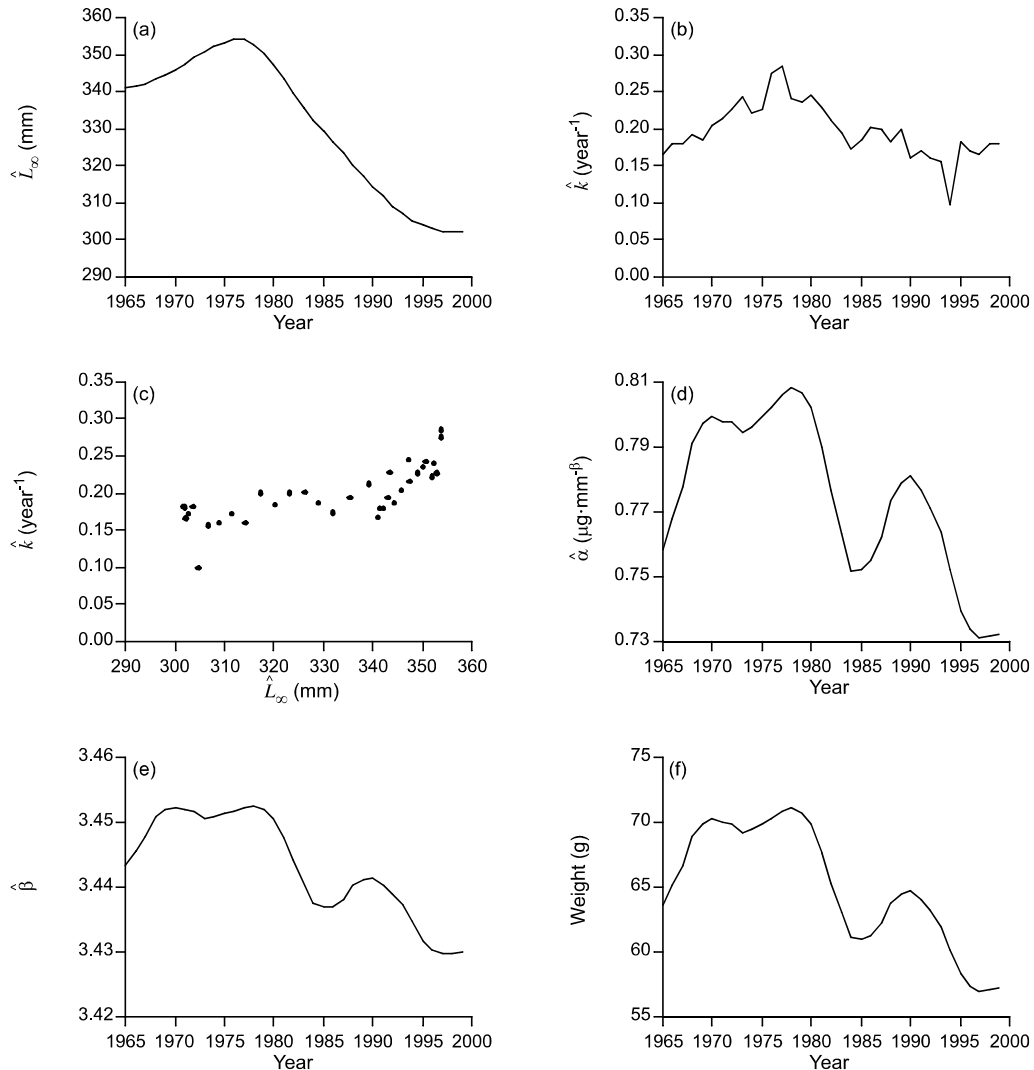 (a)
360
350
340
330
320
310
300
290
1965 1970 1975 1980 1985 1990 1995 2000
Year
L̂∞ (mm)
(b)
0.35
0.30
0.25
0.20
0.15
0.10
0.05
0.00
1965 1970 1975 1980 1985 1990 1995 2000
Year
k̂ (year⁻¹)
(c)
0.35
0.30
0.25
0.20
0.15
0.10
0.05
0.00
290 300 310 320 330 340 350 360
L̂∞ (mm)
k̂ (year⁻¹)
(d)
0.81
0.79
0.77
0.75
0.73
1965 1970 1975 1980 1985 1990 1995 2000
Year
α̂ (µg·mm⁻ᵝ)
(e)
3.46
3.45
3.44
3.43
3.42
1965 1970 1975 1980 1985 1990 1995 2000
Year
β̂
(f)
75
70
65
60
55
1965 1970 1975 1980 1985 1990 1995 2000
Year
Weight (g)